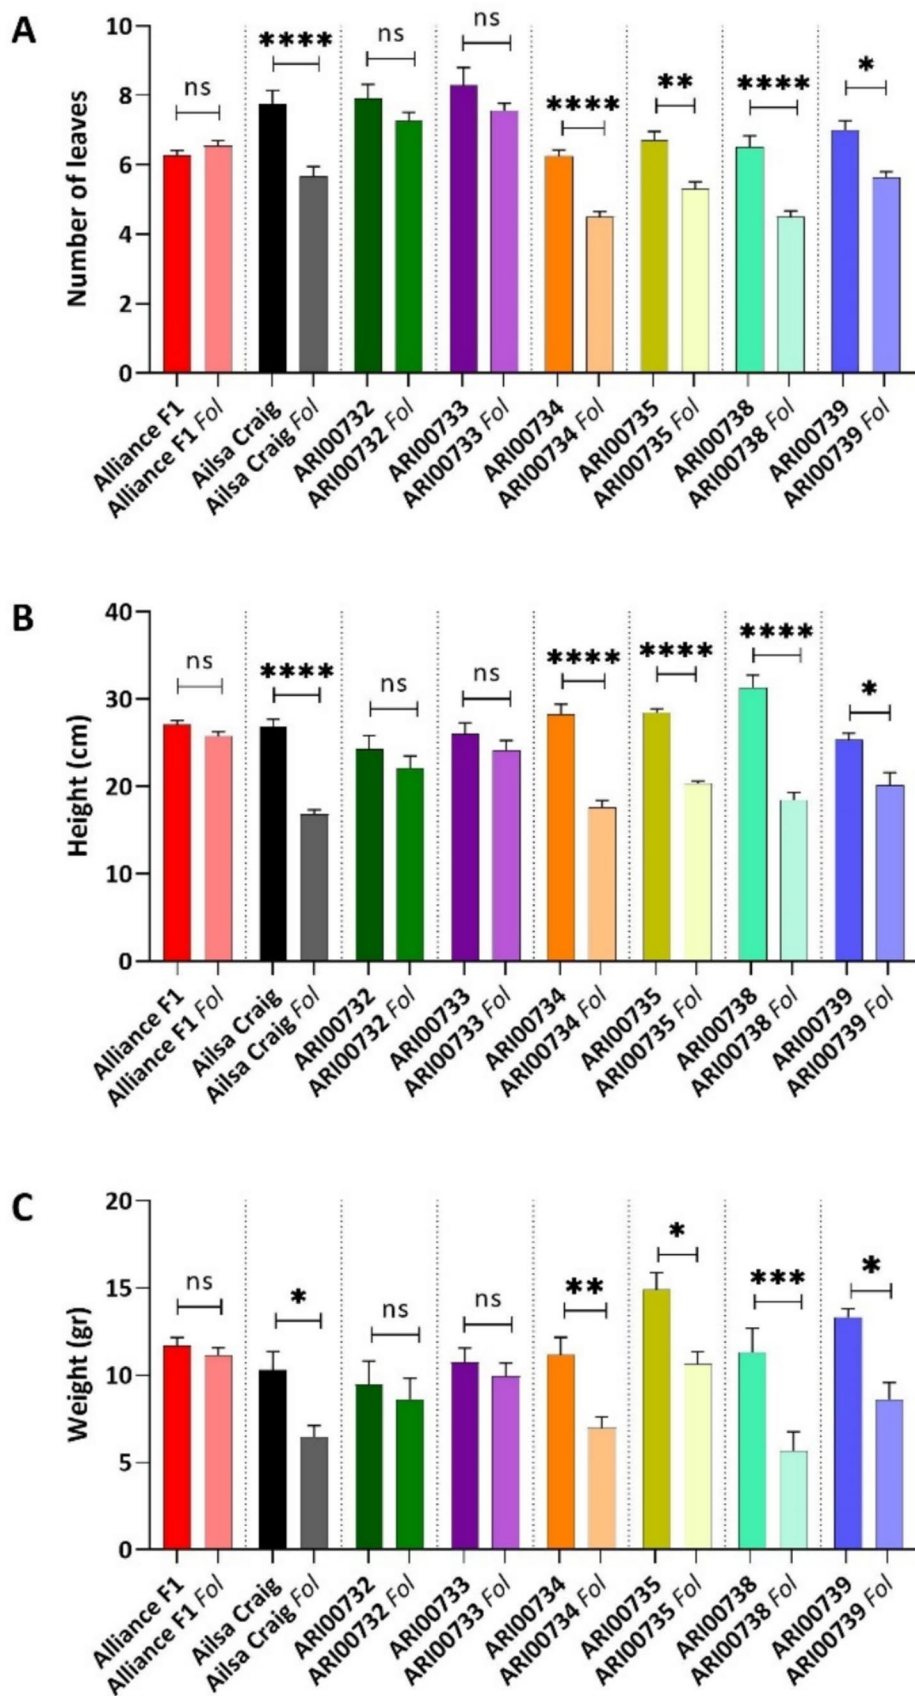 A
Number of leaves
10
8
6
4
2
0
ns
****
ns
ns
****
**
****
*
Alliance F1
Alliance F1 Fol
Ailsa Craig
Ailsa Craig Fol
ARI00732
ARI00732 Fol
ARI00733
ARI00733 Fol
ARI00734
ARI00734 Fol
ARI00735
ARI00735 Fol
ARI00738
ARI00738 Fol
ARI00739
ARI00739 Fol
B
Height (cm)
40
30
20
10
0
ns
****
ns
ns
****
****
****
*
Alliance F1
Alliance F1 Fol
Ailsa Craig
Ailsa Craig Fol
ARI00732
ARI00732 Fol
ARI00733
ARI00733 Fol
ARI00734
ARI00734 Fol
ARI00735
ARI00735 Fol
ARI00738
ARI00738 Fol
ARI00739
ARI00739 Fol
C
Weight (gr)
20
15
10
5
0
ns
*
ns
ns
**
*
***
*
Alliance F1
Alliance F1 Fol
Ailsa Craig
Ailsa Craig Fol
ARI00732
ARI00732 Fol
ARI00733
ARI00733 Fol
ARI00734
ARI00734 Fol
ARI00735
ARI00735 Fol
ARI00738
ARI00738 Fol
ARI00739
ARI00739 Fol